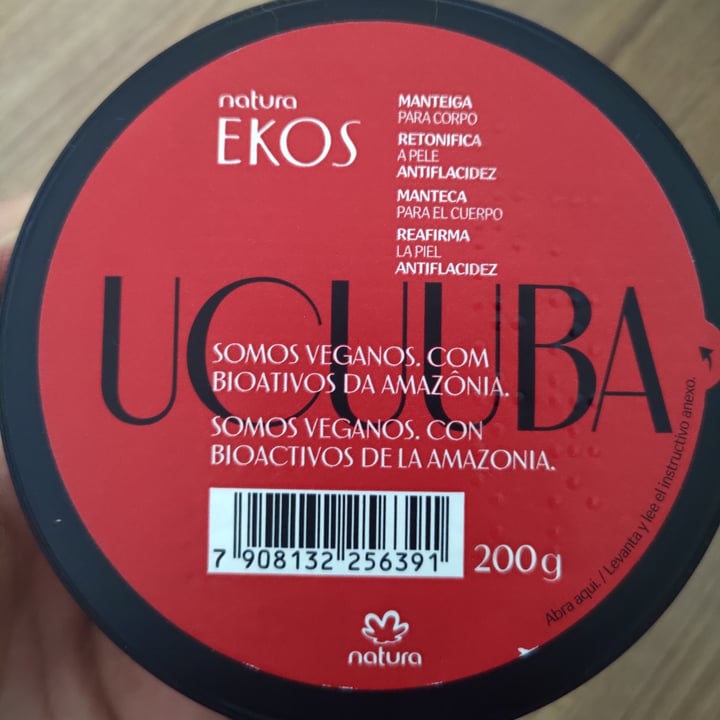 natura
EKOS
MANTEIGA
PARA CORPO
RETONIFICA
A PELE
ANTIFLACIDEZ
MANTECA
PARA EL CUERPO
REAFIRMA
LA PIEL
ANTIFLACIDEZ
UCUUBA
SOMOS VEGANOS. COM
BIOATIVOS DA AMAZÔNIA.
SOMOS VEGANOS. CON
BIOACTIVOS DE LA AMAZONIA.
7 908132 256391
200g
Abra aqui. / Levanta y lee el instructivo anexo.
natura